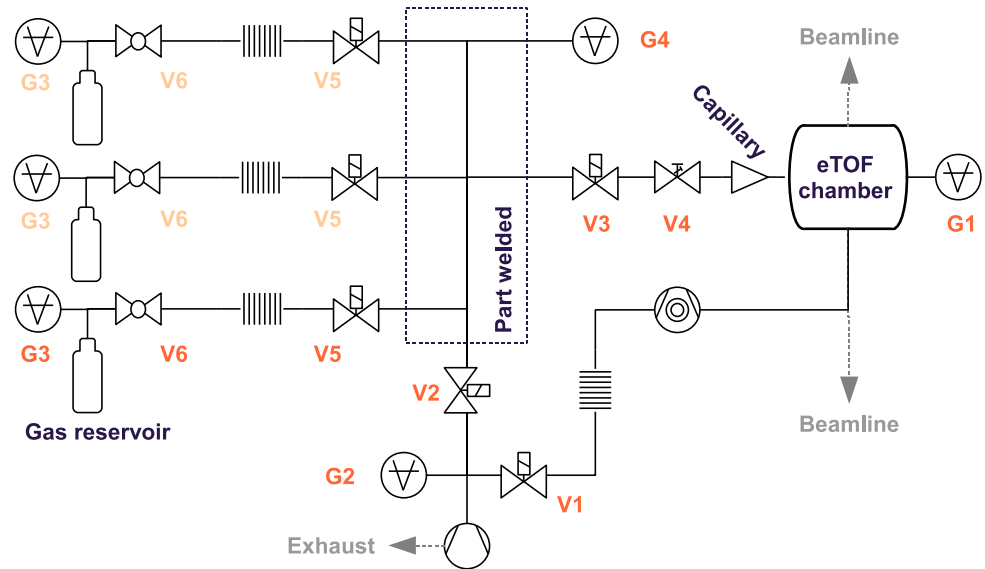 Beamline
G4
G3
V6
V5
Capillary
eTOF
chamber
G3
V6
V5
V3
V4
G1
Part welded
G3
V6
V5
V2
Gas reservoir
Beamline
G2
V1
Exhaust